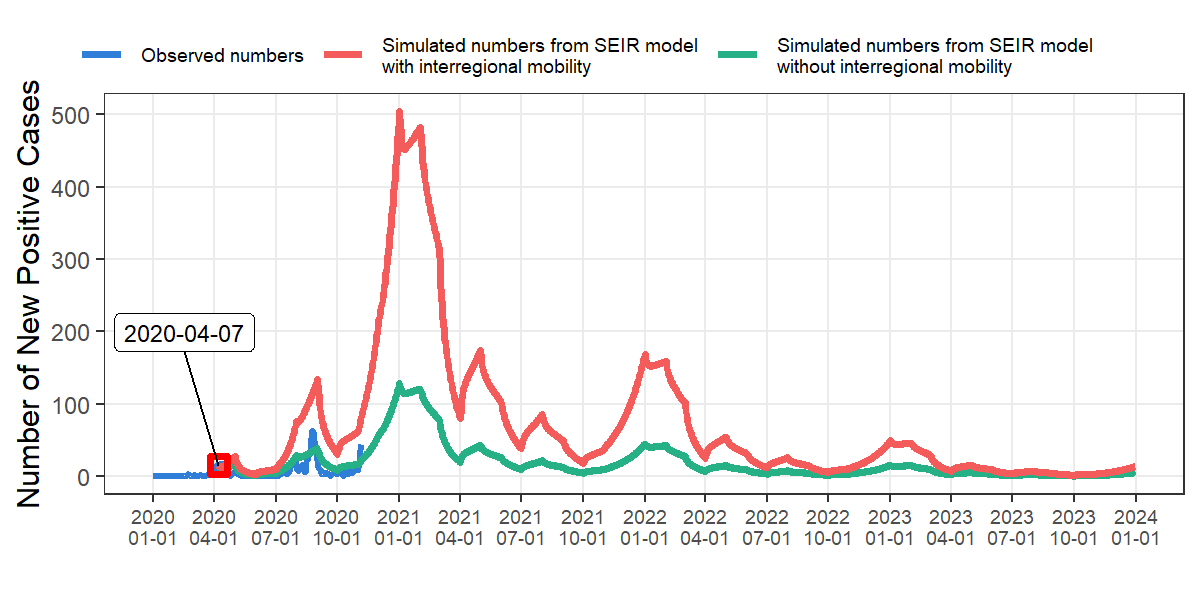 Observed numbers
Simulated numbers from SEIR model
with interregional mobility
Simulated numbers from SEIR model
without interregional mobility
Number of New Positive Cases
500
400
300
200
100
0
2020-04-07
2020 2020 2020 2020 2021 2021 2021 2021 2022 2022 2022 2022 2023 2023 2023 2023 2024
01-01 04-01 07-01 10-01 01-01 04-01 07-01 10-01 01-01 04-01 07-01 10-01 01-01 04-01 07-01 10-01 01-01